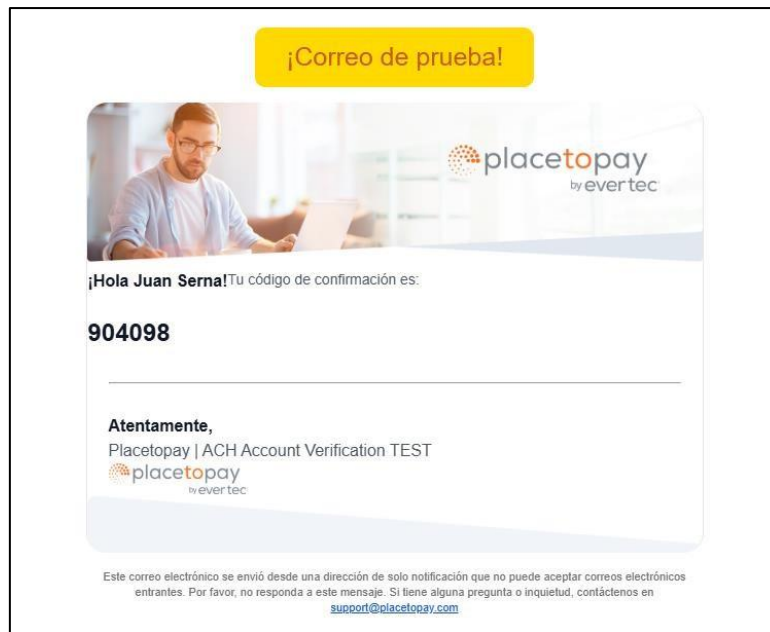 ¡Correo de prueba!
placetopay
by evertec
¡Hola Juan Serna!Tu código de confirmación es:
904098
Atentamente,
Placetopay | ACH Account Verification TEST
placetopay
by evertec
Este correo electrónico se envió desde una dirección de solo notificación que no puede aceptar correos electrónicos
entrantes. Por favor, no responda a este mensaje. Si tiene alguna pregunta o inquietud, contáctenos en
support@placetopay.com